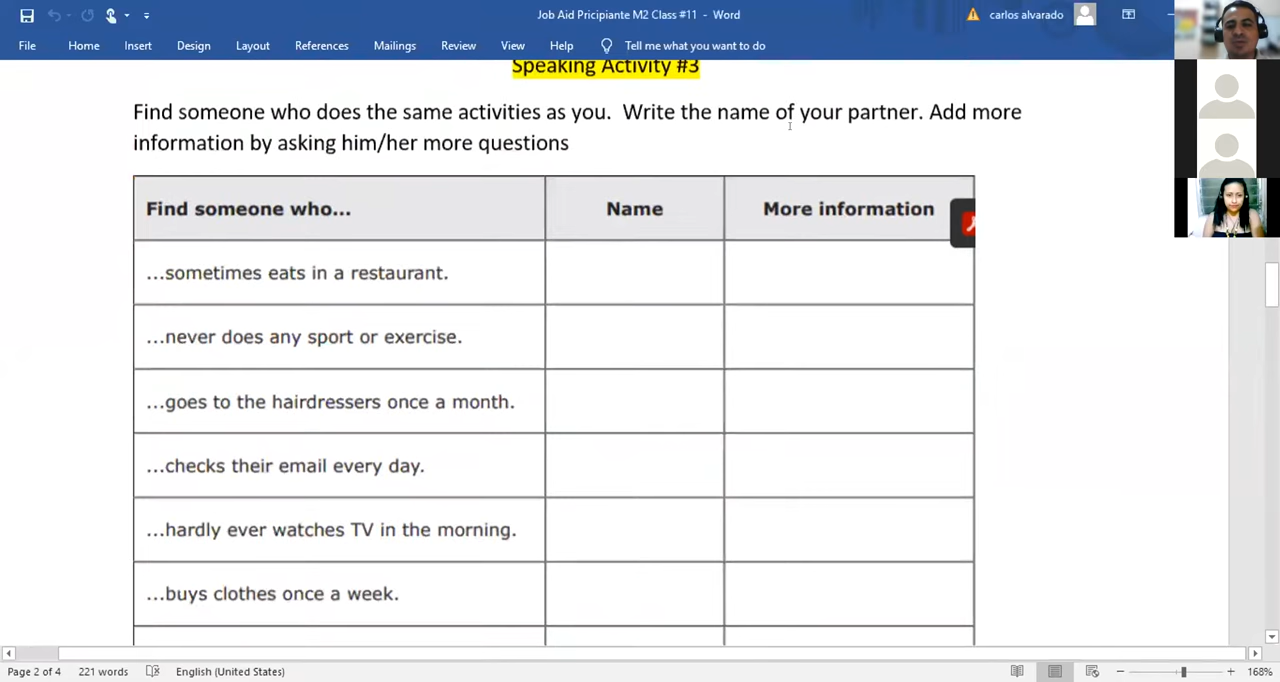 Job Aid Pricipiante M2 Class #11 - Word
carlos alvarado
File Home Insert Design Layout References Mailings Review View Help Tell me what you want to do
Speaking Activity #3
Find someone who does the same activities as you. Write the name of your partner. Add more
information by asking him/her more questions
Find someone who... Name More information
...sometimes eats in a restaurant.
...never does any sport or exercise.
...goes to the hairdressers once a month.
...checks their email every day.
...hardly ever watches TV in the morning.
...buys clothes once a week.
Page 2 of 4 221 words English (United States) 168%